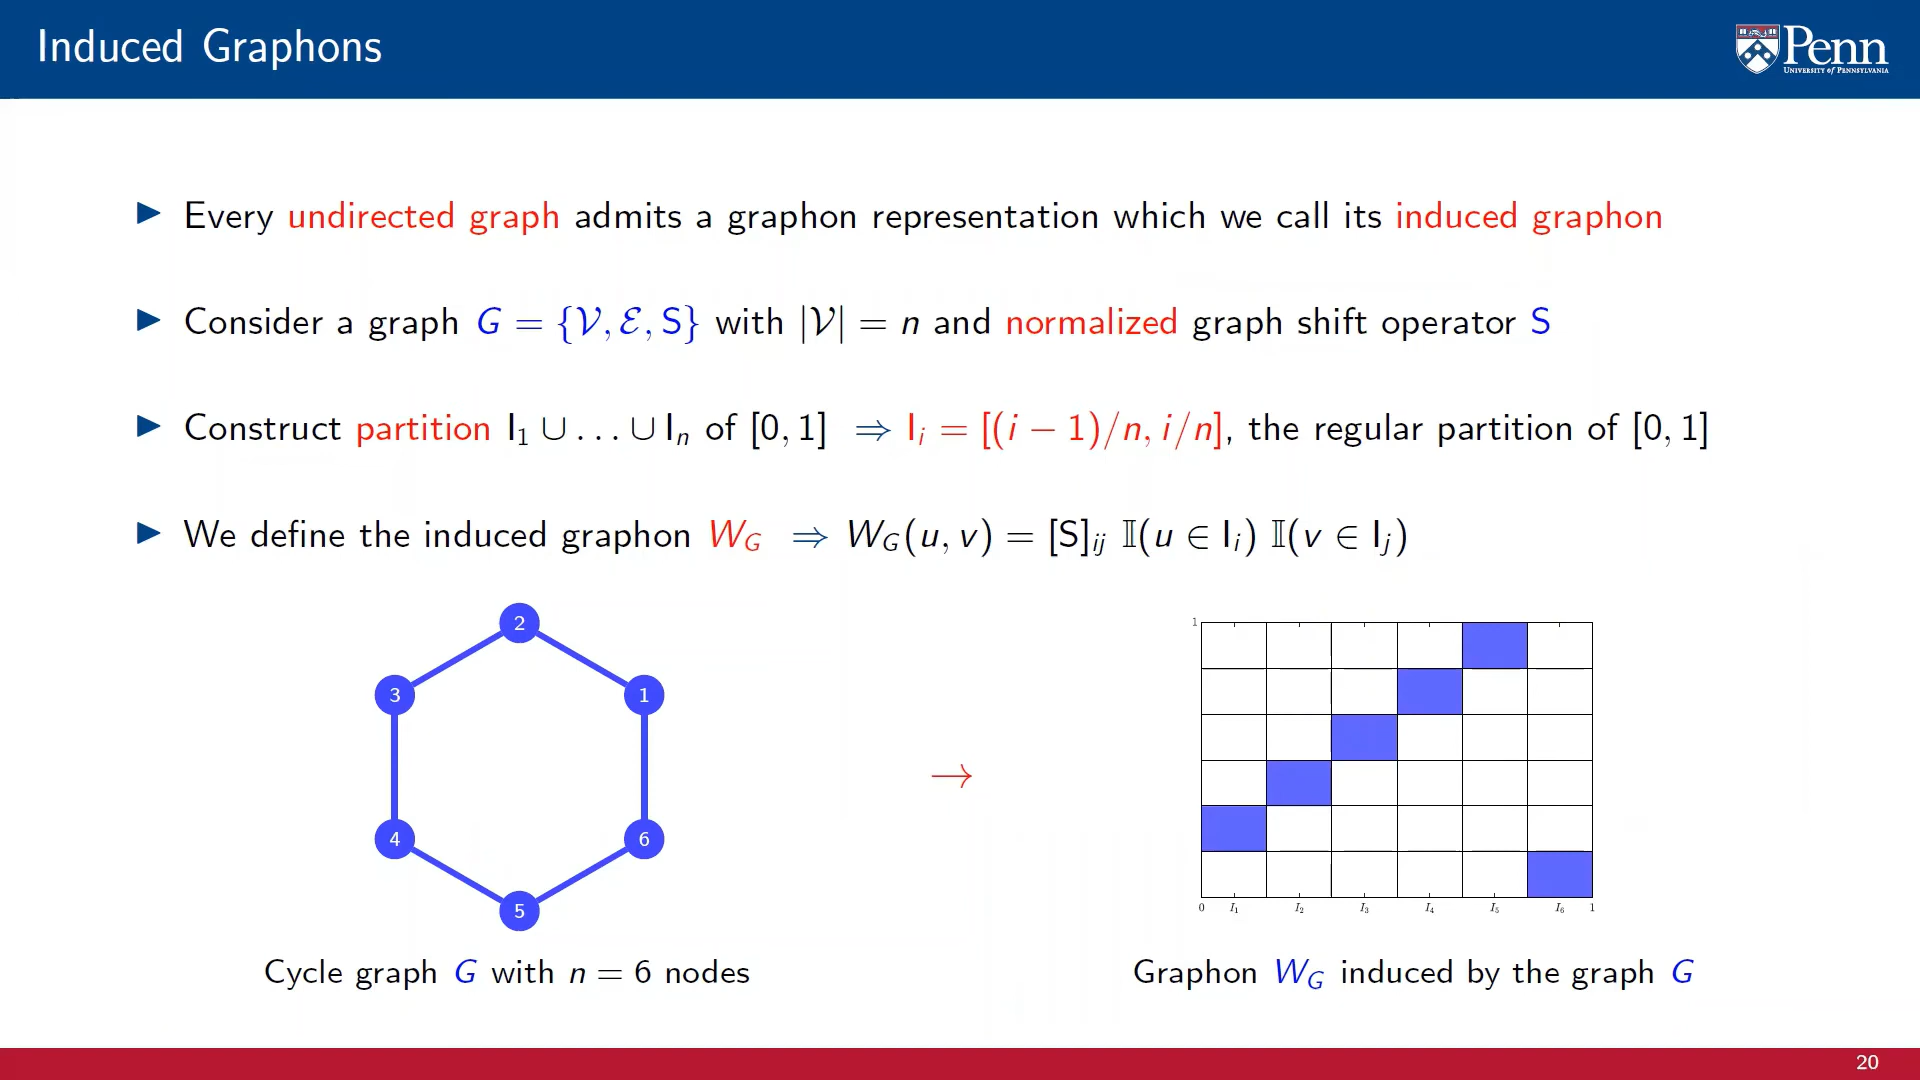 Induced Graphons
Penn
UNIVERSITY of PENNSYLVANIA
▶ Every undirected graph admits a graphon representation which we call its induced graphon
▶ Consider a graph G = {𝒱, ℰ, S} with |𝒱| = n and normalized graph shift operator S
▶ Construct partition I₁ ∪ … ∪ Iₙ of [0, 1] ⇒ Iᵢ = [(i − 1)/n, i/n], the regular partition of [0, 1]
▶ We define the induced graphon W_G ⇒ W_G(u, v) = [S]ᵢⱼ 𝕀(u ∈ Iᵢ) 𝕀(v ∈ Iⱼ)
2
3
1
4
6
5
→
1
0 I₁ I₂ I₃ I₄ I₅ I₆ 1
Cycle graph G with n = 6 nodes
Graphon W_G induced by the graph G
20